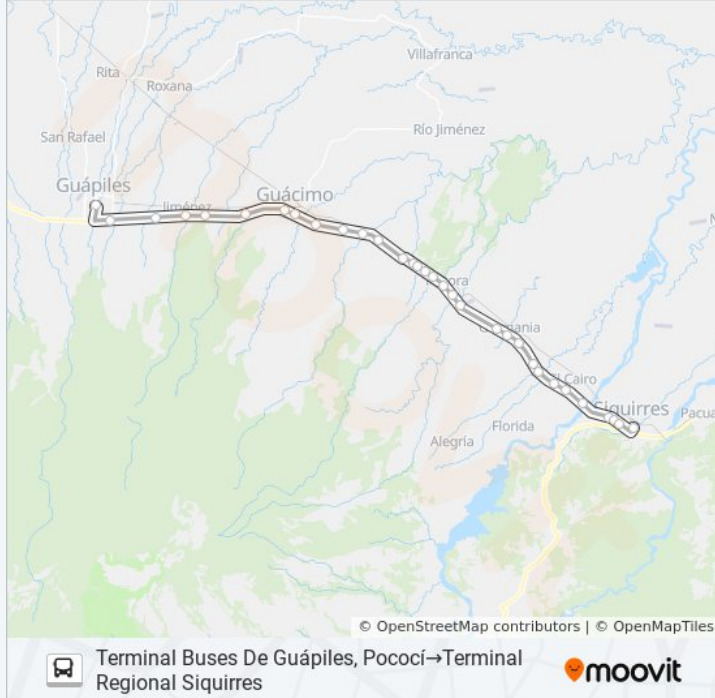 Villafranca
Rita
Roxana
San Rafael
Río Jiménez
Guápiles
Guácimo
Jiménez
El Cairo
Siquirres
Pacua
Florida
Alegría
© OpenStreetMap contributors | © OpenMapTiles
Terminal Buses De Guápiles, Pococí→Terminal
Regional Siquirres
moovit